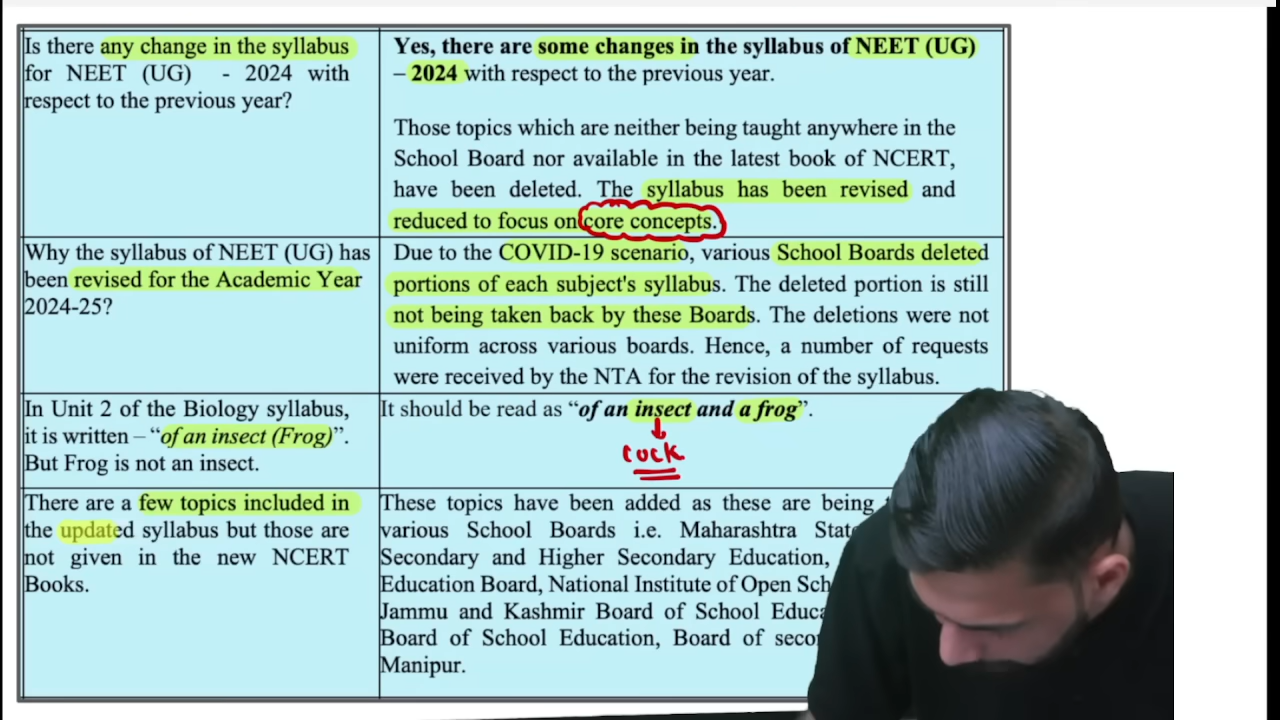 Is there any change in the syllabus
for NEET (UG) - 2024 with
respect to the previous year?
Yes, there are some changes in the syllabus of NEET (UG)
– 2024 with respect to the previous year.
Those topics which are neither being taught anywhere in the
School Board nor available in the latest book of NCERT,
have been deleted. The syllabus has been revised and
reduced to focus on core concepts.
Why the syllabus of NEET (UG) has
been revised for the Academic Year
2024-25?
Due to the COVID-19 scenario, various School Boards deleted
portions of each subject's syllabus. The deleted portion is still
not being taken back by these Boards. The deletions were not
uniform across various boards. Hence, a number of requests
were received by the NTA for the revision of the syllabus.
In Unit 2 of the Biology syllabus,
it is written – “of an insect (Frog)”.
But Frog is not an insect.
It should be read as “of an insect and a frog”.
cock
There are a few topics included in
the updated syllabus but those are
not given in the new NCERT
Books.
These topics have been added as these are being
various School Boards i.e. Maharashtra
Secondary and Higher Secondary Education,
Education Board, National Institute of Open
Jammu and Kashmir Board of School
Board of School Education, Board of
Manipur.